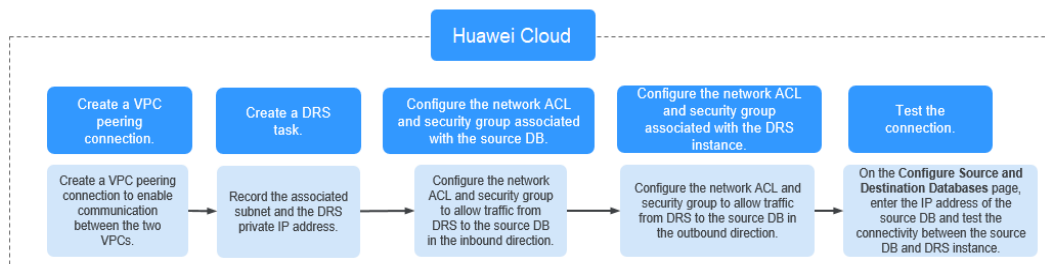 Huawei Cloud
Create a VPC
peering
connection.
Create a DRS
task.
Configure the network ACL
and security group associated
with the source DB.
Configure the network ACL
and security group
associated with the DRS
instance.
Test the
connection.
Create a VPC peering
connection to enable
communication
between the two
VPCs.
Record the associated
subnet and the DRS
private IP address.
Configure the network
ACL and security group
to allow traffic from
DRS to the source DB
in the inbound direction.
Configure the network ACL and
security group to allow traffic
from DRS to the source DB in
the outbound direction.
On the Configure Source and
Destination Databases page,
enter the IP address of the
source DB and test the
connectivity between the source
DB and DRS instance.